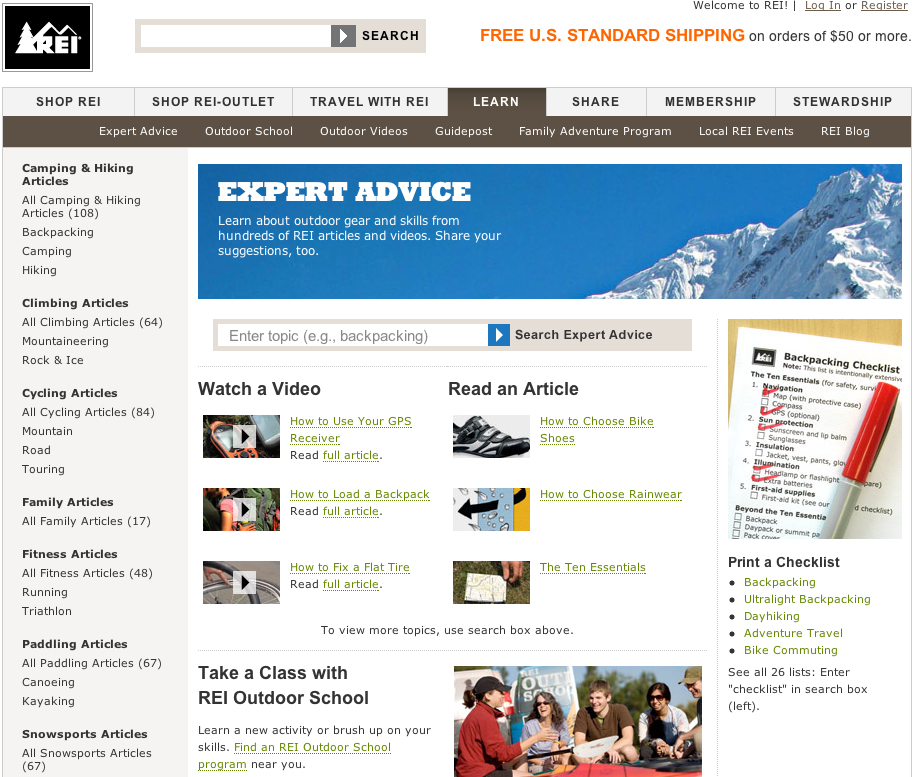 Welcome to REI! | Log In or Register
REI
SEARCH
FREE U.S. STANDARD SHIPPING on orders of $50 or more.
SHOP REI
SHOP REI-OUTLET
TRAVEL WITH REI
LEARN
SHARE
MEMBERSHIP
STEWARDSHIP
Expert Advice
Outdoor School
Outdoor Videos
Guidepost
Family Adventure Program
Local REI Events
REI Blog
Camping & Hiking
Articles
All Camping & Hiking
Articles (108)
Backpacking
Camping
Hiking
Climbing Articles
All Climbing Articles (64)
Mountaineering
Rock & Ice
Cycling Articles
All Cycling Articles (84)
Mountain
Road
Touring
Family Articles
All Family Articles (17)
Fitness Articles
All Fitness Articles (48)
Running
Triathlon
Paddling Articles
All Paddling Articles (67)
Canoeing
Kayaking
Snowsports Articles
All Snowsports Articles
(67)
EXPERT ADVICE
Learn about outdoor gear and skills from
hundreds of REI articles and videos. Share your
suggestions, too.
Enter topic (e.g., backpacking)
Search Expert Advice
Watch a Video
How to Use Your GPS
Receiver
Read full article.
How to Load a Backpack
Read full article.
How to Fix a Flat Tire
Read full article.
Read an Article
How to Choose Bike
Shoes
How to Choose Rainwear
The Ten Essentials
To view more topics, use search box above.
Take a Class with
REI Outdoor School
Learn a new activity or brush up on your
skills. Find an REI Outdoor School
program near you.
REI
OUT
SCHOOL
REI
Backpacking Checklist
Note: This list is intentionally extensive
The Ten Essentials (for safety, surv
1. Navigation
Map (with protective case)
Compass
GPS (optional)
2. Sun protection
Sunscreen and lip balm
Sunglasses
3. Insulation
Jacket, vest, pants, glov
4. Illumination
Headlamp or flashlight
Extra batteries
5. First-aid supplies
First-aid kit (see our
checklist)
Beyond the Ten Essentia
Backpack
Daypack or summit pa
Pack cover
Print a Checklist
Backpacking
Ultralight Backpacking
Dayhiking
Adventure Travel
Bike Commuting
See all 26 lists: Enter
"checklist" in search box
(left).